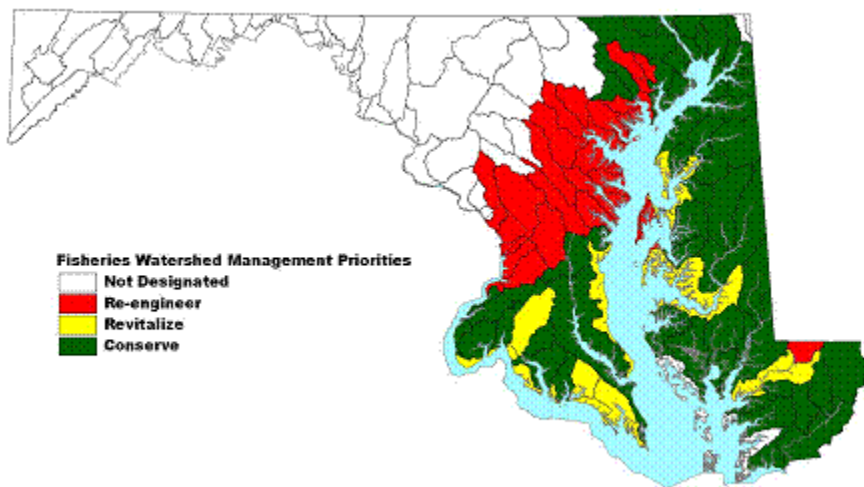 Fisheries Watershed Management Priorities
Not Designated
Re-engineer
Revitalize
Conserve